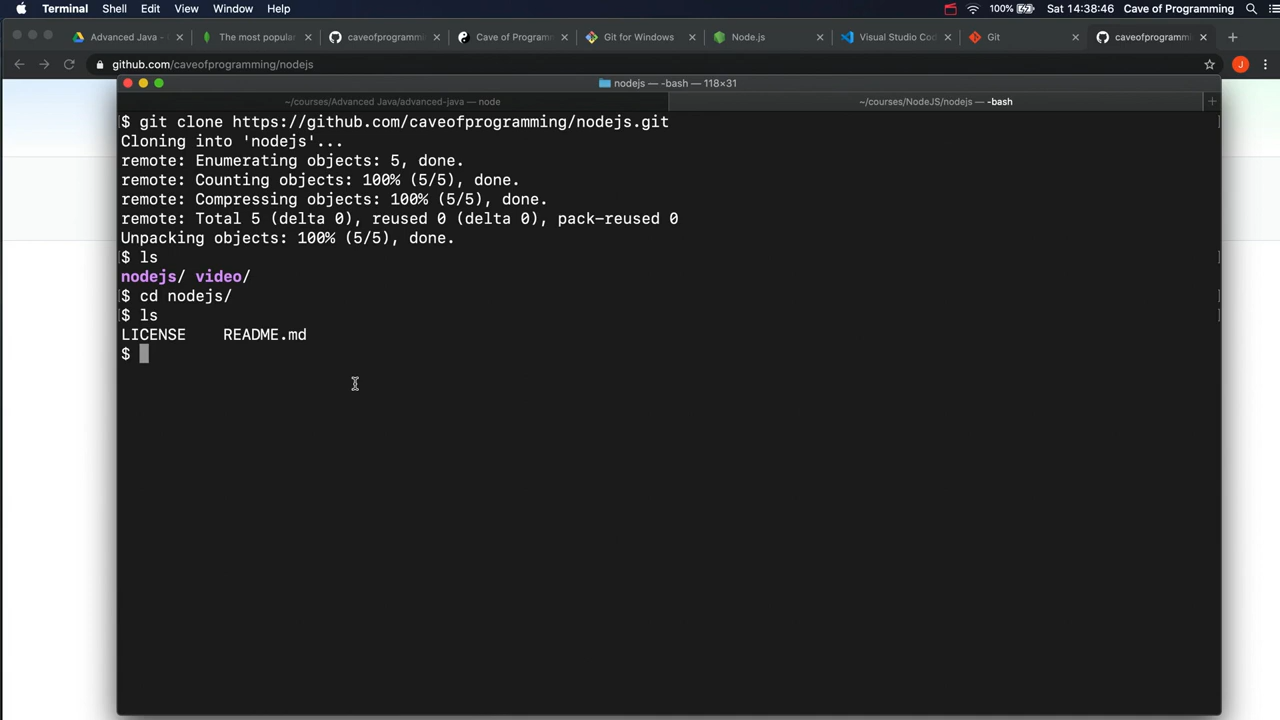 Terminal Shell Edit View Window Help 100% Sat 14:38:46 Cave of Programming
Advanced Java - The most popular caveofprogrammi Cave of Program Git for Windows Node.js Visual Studio Cod Git caveofprogrammi
github.com/caveofprogramming/nodejs J
nodejs — -bash — 118×31
~/courses/Advanced Java/advanced-java — node ~/courses/NodeJS/nodejs — -bash
$ git clone https://github.com/caveofprogramming/nodejs.git
Cloning into 'nodejs'...
remote: Enumerating objects: 5, done.
remote: Counting objects: 100% (5/5), done.
remote: Compressing objects: 100% (5/5), done.
remote: Total 5 (delta 0), reused 0 (delta 0), pack-reused 0
Unpacking objects: 100% (5/5), done.
$ ls
nodejs/ video/
$ cd nodejs/
$ ls
LICENSE README.md
$